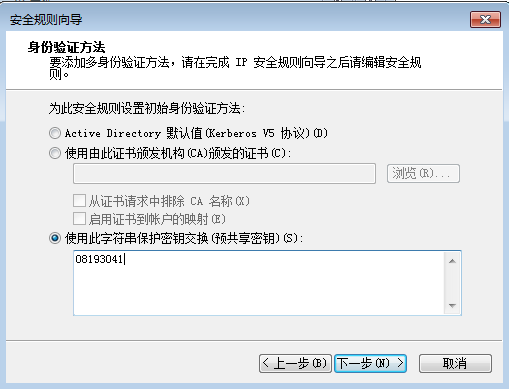 安全规则向导
身份验证方法
要添加多身份验证方法，请在完成 IP 安全规则向导之后请编辑安全规
则。
为此安全规则设置初始身份验证方法:
Active Directory 默认值(Kerberos V5 协议)(D)
使用由此证书颁发机构(CA)颁发的证书(C):
浏览(R)...
从证书请求中排除 CA 名称(X)
启用证书到帐户的映射(E)
使用此字符串保护密钥交换(预共享密钥)(S):
08193041
< 上一步(B) 下一步(N) > 取消